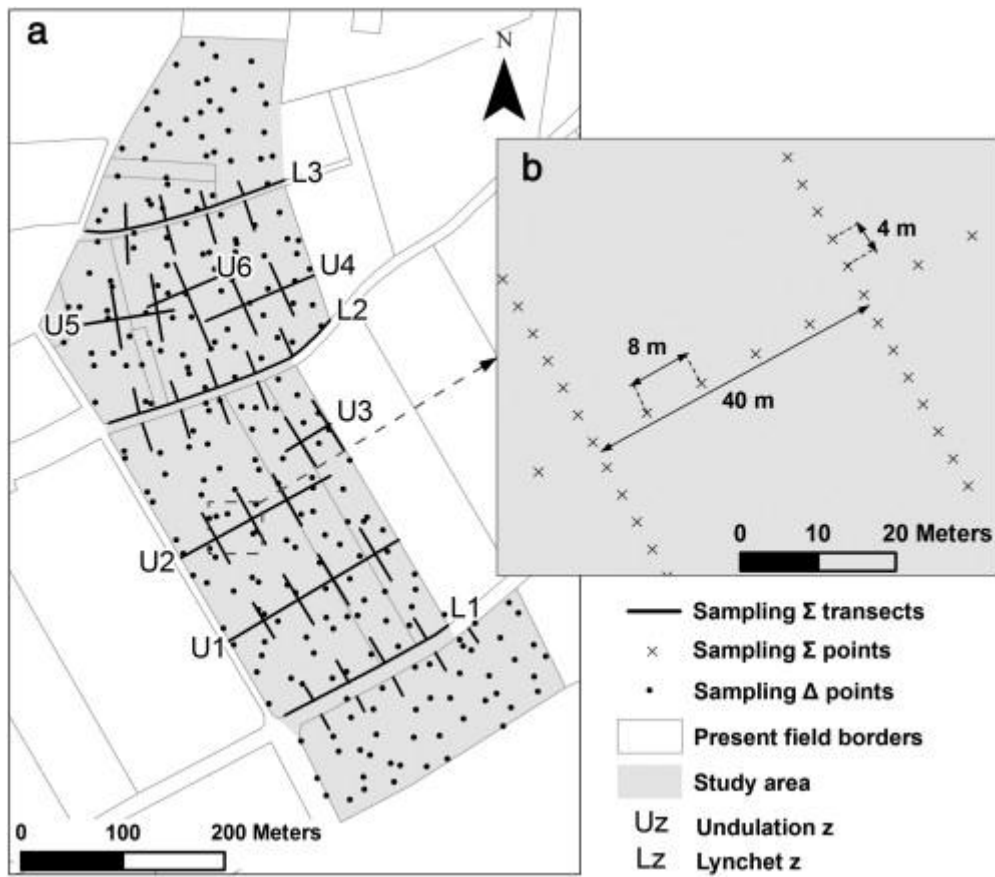 a
N
L3
U6
U4
U5
L2
U3
U2
L1
U1
0 100 200 Meters
b
4 m
8 m
40 m
0 10 20 Meters
Sampling Σ transects
Sampling Σ points
Sampling Δ points
Present field borders
Study area
Uz Undulation z
Lz Lynchet z